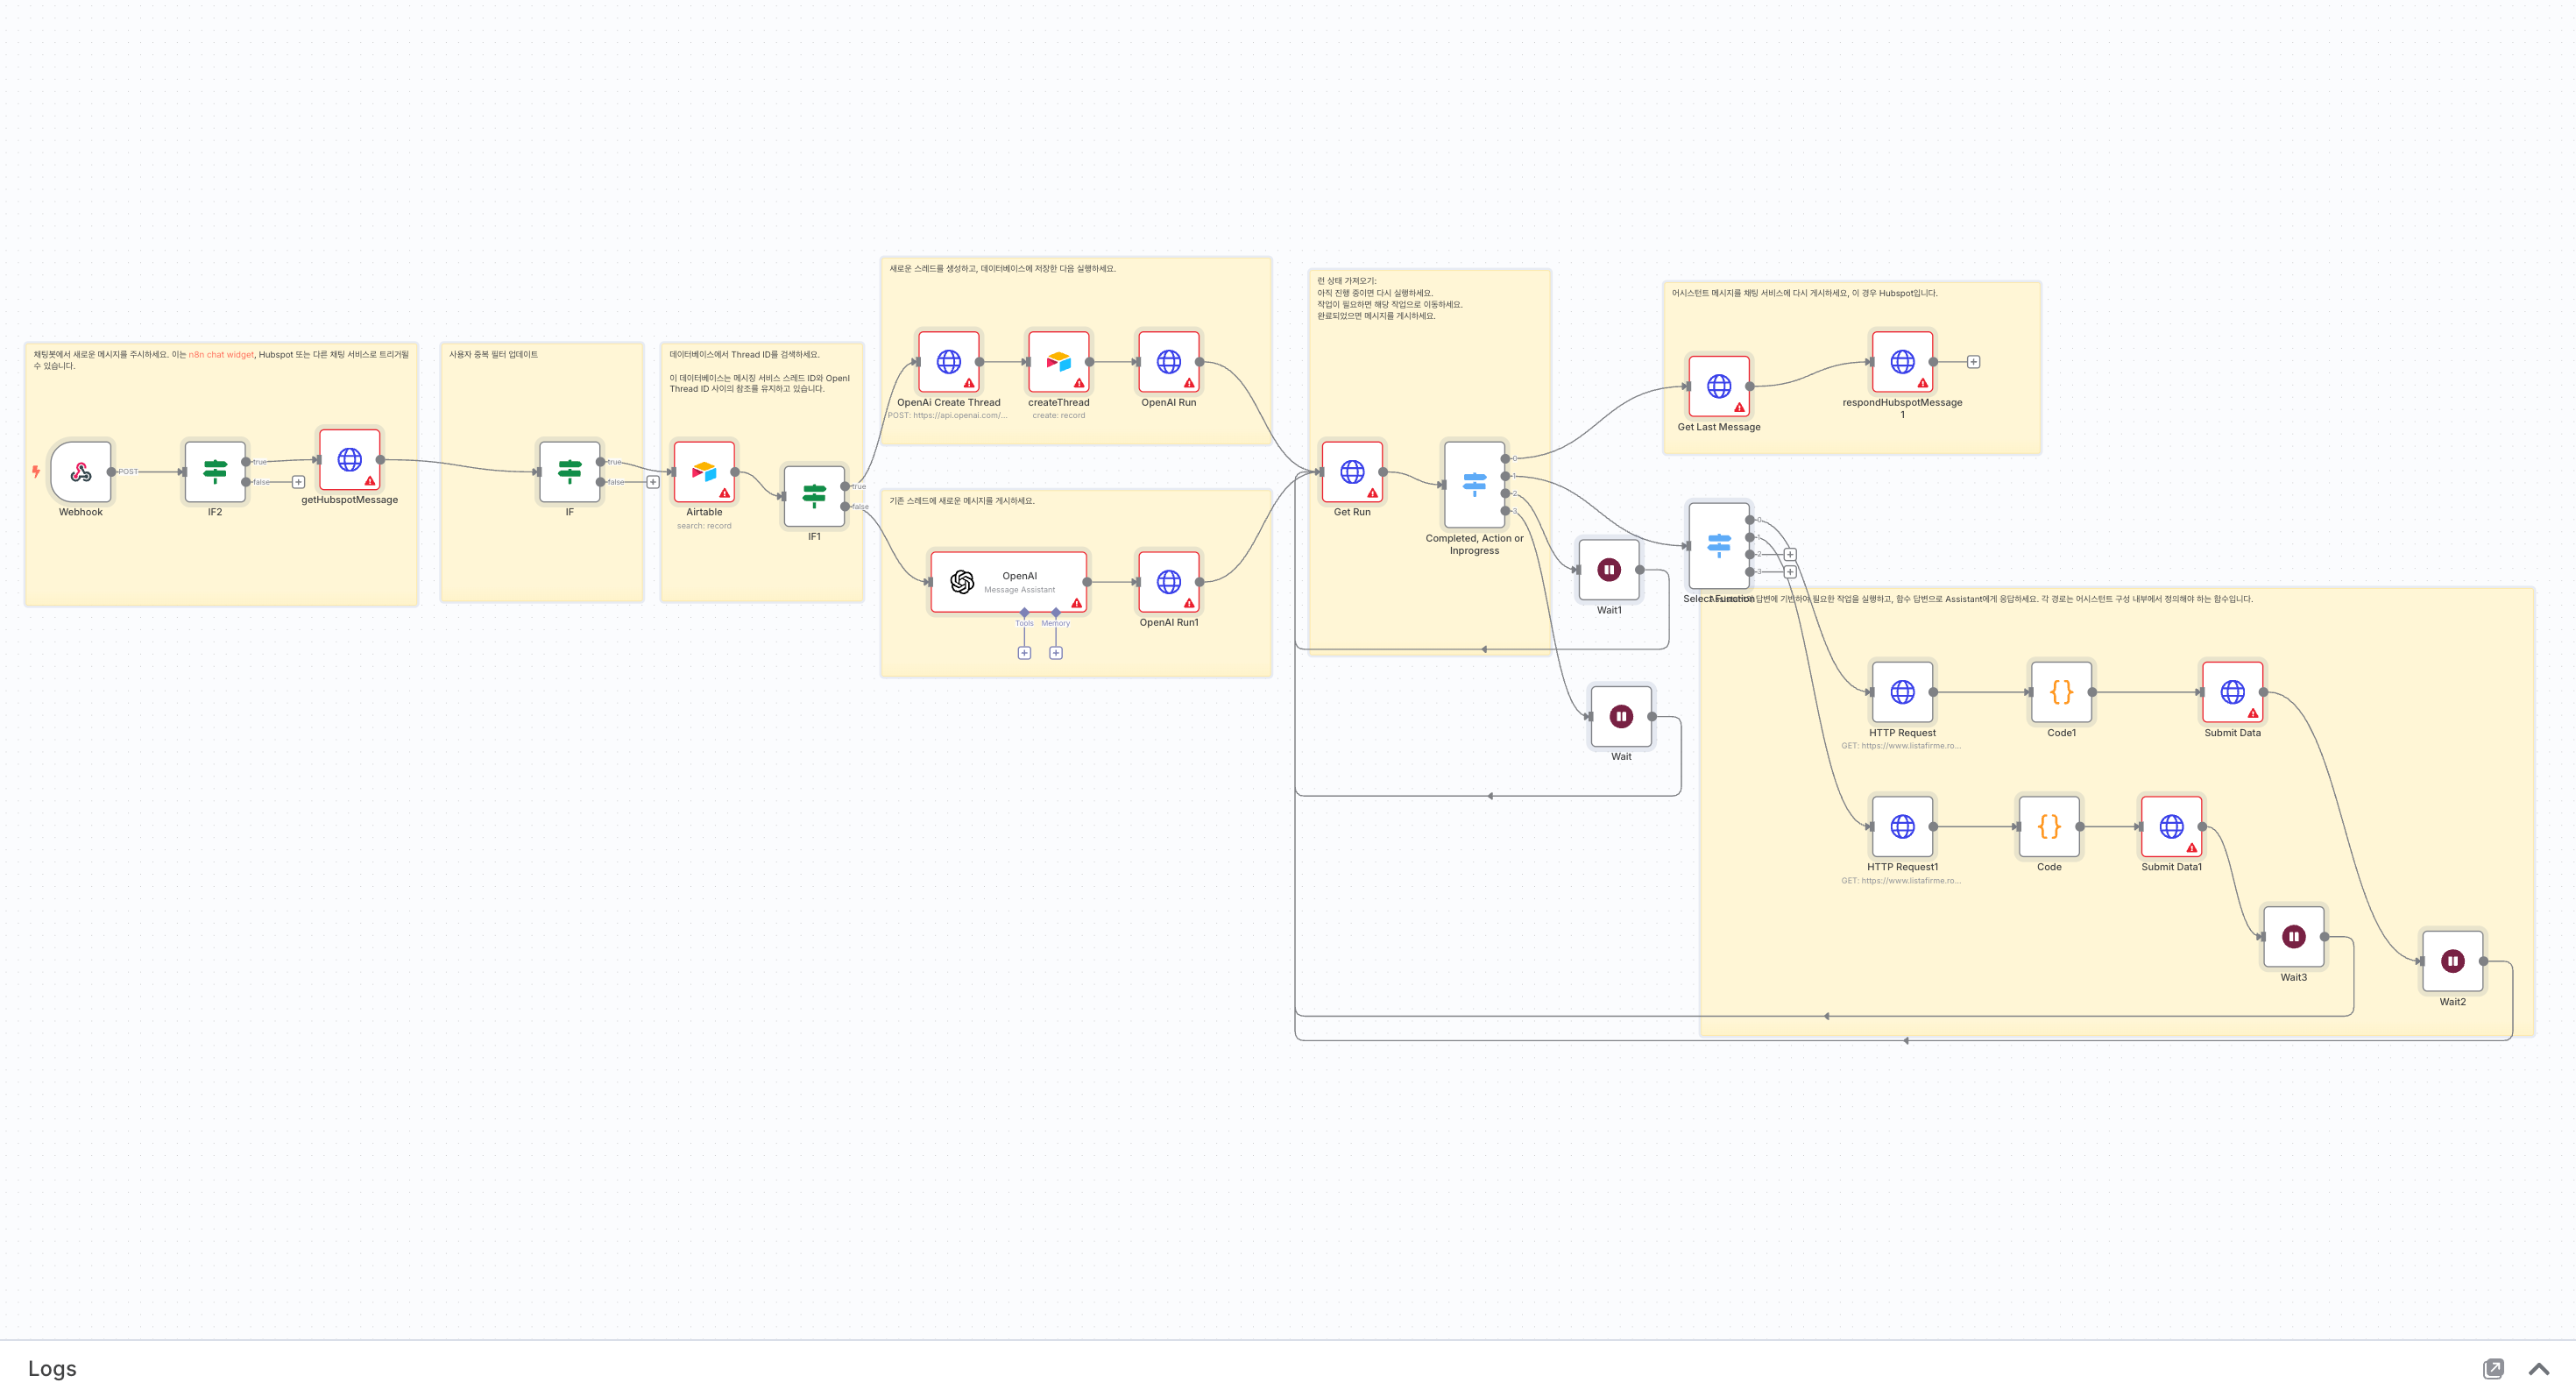 채팅봇에서 새로운 메시지를 주시하세요. 이는 n8n chat widget, Hubspot 또는 다른 채팅 서비스로 트리거될
수 있습니다.
Webhook
POST
IF2
true
false
getHubspotMessage
사용자 중복 필터 업데이트
IF
true
false
데이터베이스에서 Thread ID를 검색하세요.
이 데이터베이스는 메시징 서비스 스레드 ID와 OpenI
Thread ID 사이의 참조를 유지하고 있습니다.
Airtable
search: record
IF1
true
false
새로운 스레드를 생성하고, 데이터베이스에 저장한 다음 실행하세요.
OpenAi Create Thread
POST: https://api.openai.com/...
createThread
create: record
OpenAI Run
기존 스레드에 새로운 메시지를 게시하세요.
OpenAI
Message Assistant
Tools
Memory
OpenAI Run1
런 상태 가져오기:
아직 진행 중이면 다시 실행하세요.
작업이 필요하면 해당 작업으로 이동하세요.
완료되었으면 메시지를 게시하세요.
Get Run
Completed, Action or
Inprogress
0
1
2
3
Wait1
Wait
어시스턴트 메시지를 채팅 서비스에 다시 게시하세요, 이 경우 Hubspot입니다.
Get Last Message
respondHubspotMessage
1
Select Function
0
1
2
3
답변에 기반하여 필요한 작업을 실행하고, 함수 답변으로 Assistant에게 응답하세요. 각 경로는 어시스턴트 구성 내부에서 정의해야 하는 함수입니다.
HTTP Request
GET: https://www.listafirme.ro...
Code1
Submit Data
HTTP Request1
GET: https://www.listafirme.ro...
Code
Submit Data1
Wait3
Wait2
Logs